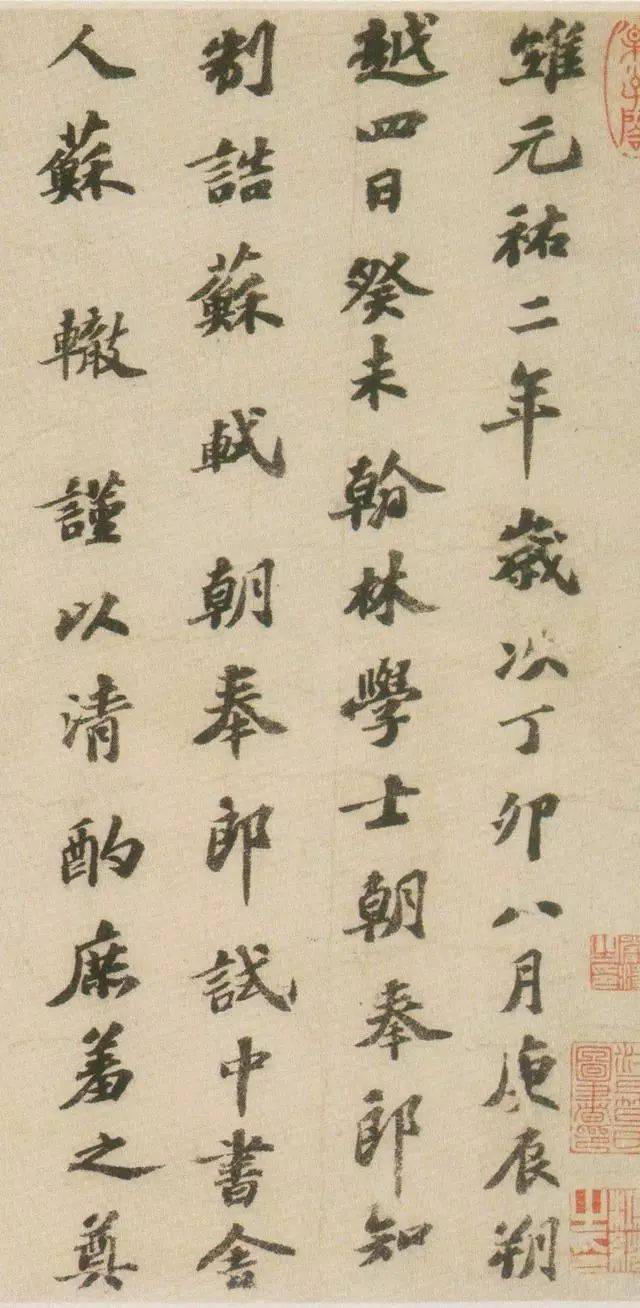 維元祐二年歲次丁卯八月庚辰朔
越四日癸未翰林學士朝奉郎知
制誥蘇軾朝奉郎試中書舍
人蘇轍謹以清酌庶羞之奠